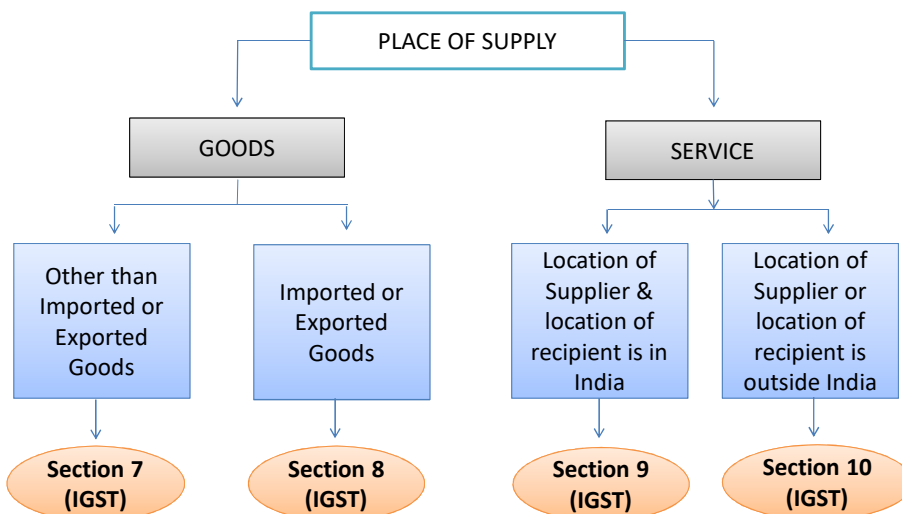 PLACE OF SUPPLY
GOODS
SERVICE
Other than
Imported or
Exported
Goods
Imported or
Exported
Goods
Location of
Supplier &
location of
recipient is in
India
Location of
Supplier or
location of
recipient is
outside India
Section 7
(IGST)
Section 8
(IGST)
Section 9
(IGST)
Section 10
(IGST)